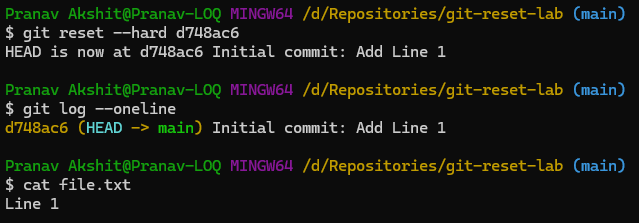 Pranav Akshit@Pranav-LOQ MINGW64 /d/Repositories/git-reset-lab (main)
$ git reset --hard d748ac6
HEAD is now at d748ac6 Initial commit: Add Line 1
Pranav Akshit@Pranav-LOQ MINGW64 /d/Repositories/git-reset-lab (main)
$ git log --oneline
d748ac6 (HEAD -> main) Initial commit: Add Line 1
Pranav Akshit@Pranav-LOQ MINGW64 /d/Repositories/git-reset-lab (main)
$ cat file.txt
Line 1